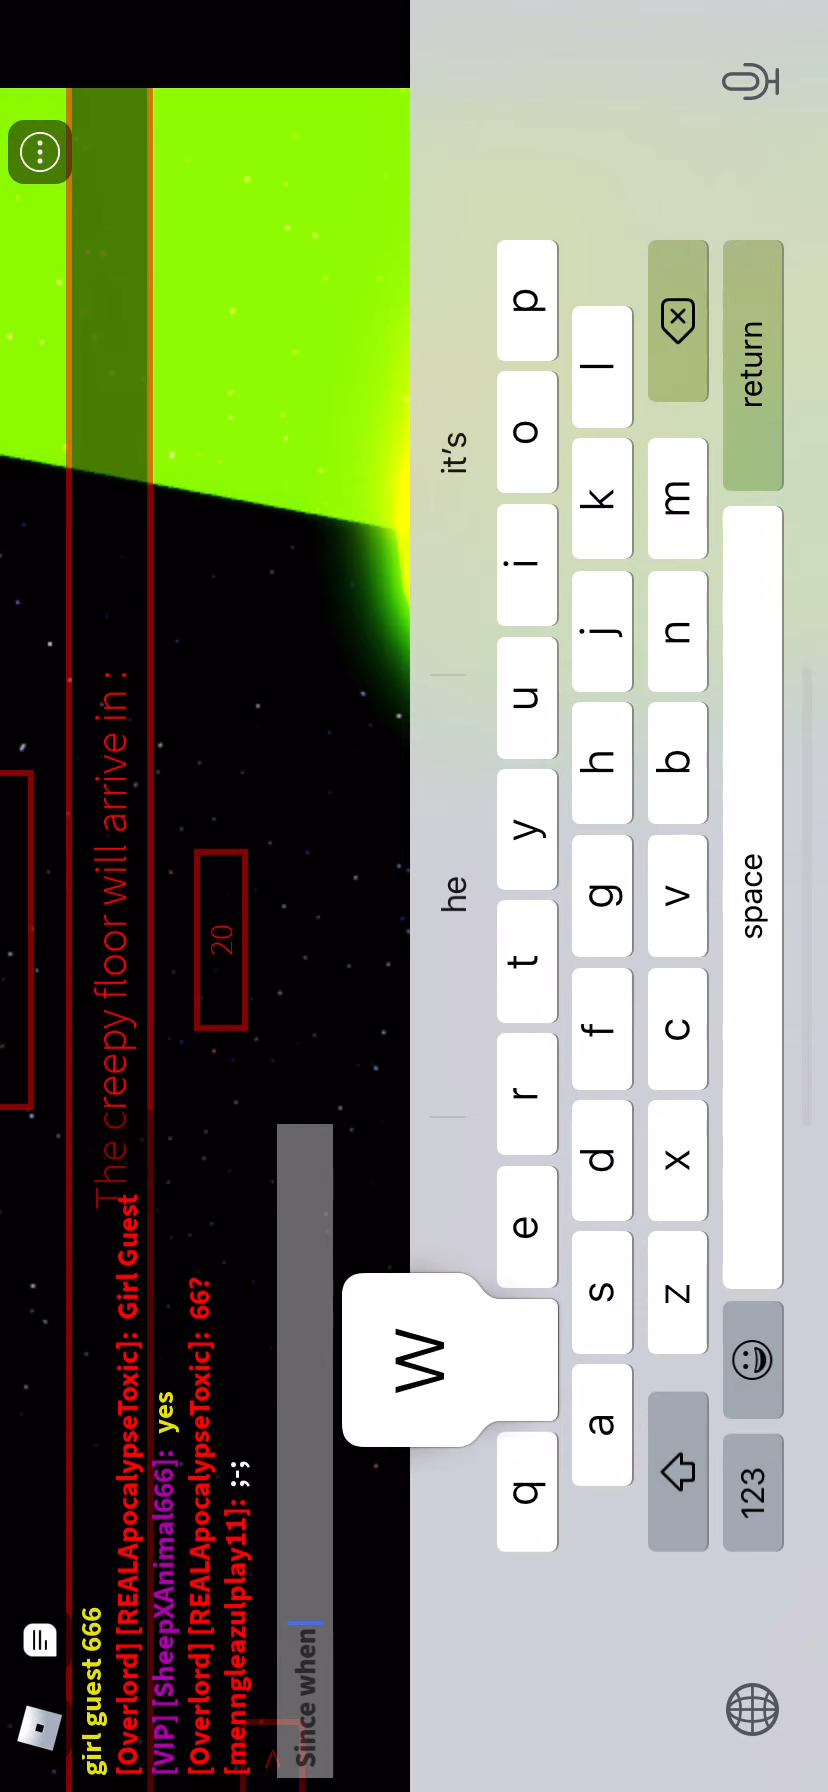 The creepy floor will arrive in :
20
girl guest 666
[Overlord] [REALApocalypseToxic]: Girl Guest
[VIP] [SheepXAnimal666]: yes
[Overlord] [REALApocalypseToxic]: 66?
[menngleazulplay11]: ;-;
Since when
he
it's
q w e r t y u i o p
W
a s d f g h j k l
z x c v b n m
123 space return